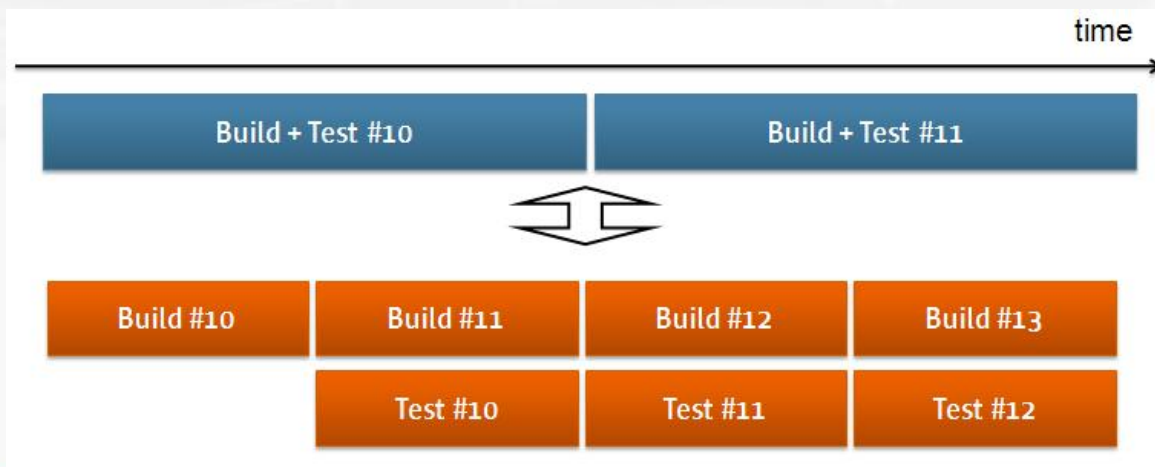 time
Build + Test #10
Build + Test #11
Build #10
Build #11
Build #12
Build #13
Test #10
Test #11
Test #12